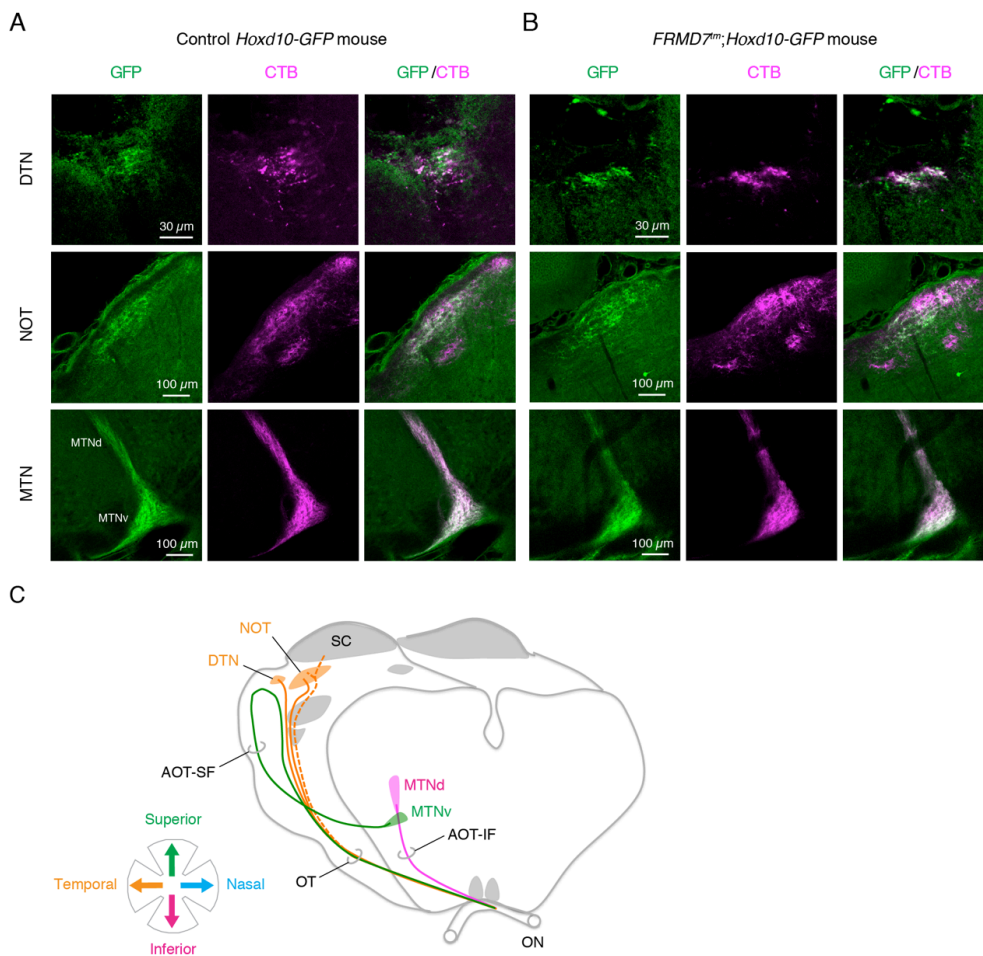 A
B
Control Hoxd10-GFP mouse
FRMD7tm;Hoxd10-GFP mouse
GFP
CTB
GFP/CTB
GFP
CTB
GFP/CTB
DTN
30 µm
30 µm
NOT
100 µm
100 µm
MTN
MTNd
MTNv
100 µm
100 µm
C
NOT
SC
DTN
AOT-SF
MTNd
MTNv
AOT-IF
OT
ON
Superior
Temporal
Nasal
Inferior